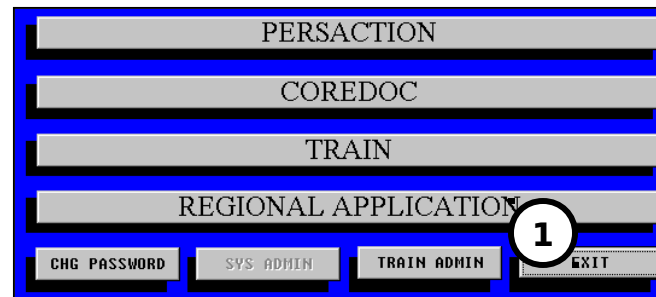 PERSACTION
COREDOC
TRAIN
REGIONAL APPLICATION
1
CHG PASSWORD SYS ADMIN TRAIN ADMIN EXIT